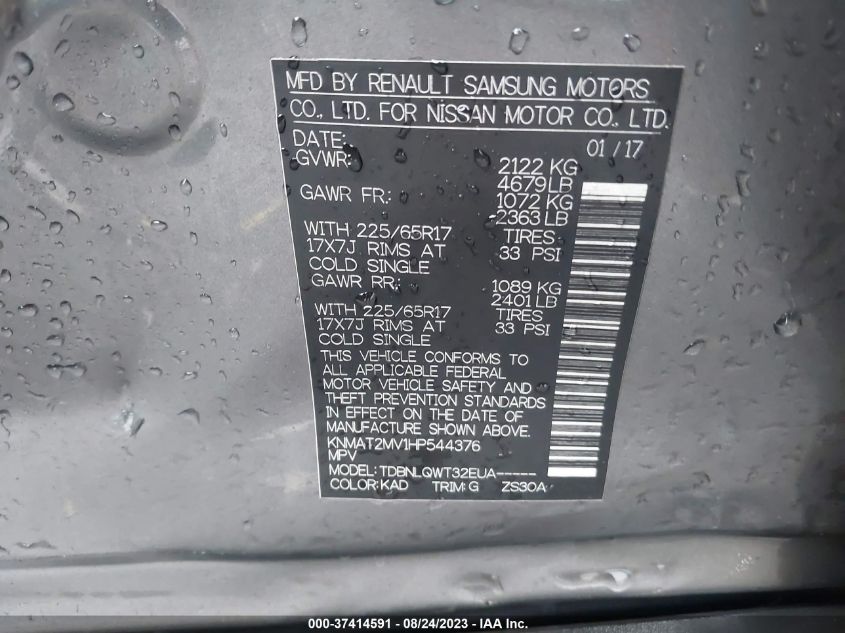 MFD BY RENAULT SAMSUNG MOTORS
CO., LTD. FOR NISSAN MOTOR CO., LTD.
DATE: 01/17
GVWR: 2122 KG
4679LB
GAWR FR: 1072 KG
2363 LB
WITH 225/65R17 TIRES
17X7J RIMS AT 33 PSI
COLD SINGLE
GAWR RR: 1089 KG
2401 LB
WITH 225/65R17 TIRES
17X7J RIMS AT 33 PSI
COLD SINGLE
THIS VEHICLE CONFORMS TO
ALL APPLICABLE FEDERAL
MOTOR VEHICLE SAFETY AND
THEFT PREVENTION STANDARDS
IN EFFECT ON THE DATE OF
MANUFACTURE SHOWN ABOVE.
KNMAT2MV1HP544376
MPV
MODEL: TDBNLQWT32EUA-----
COLOR: KAD TRIM: G ZS30A
000-37414591 - 08/24/2023 - IAA Inc.